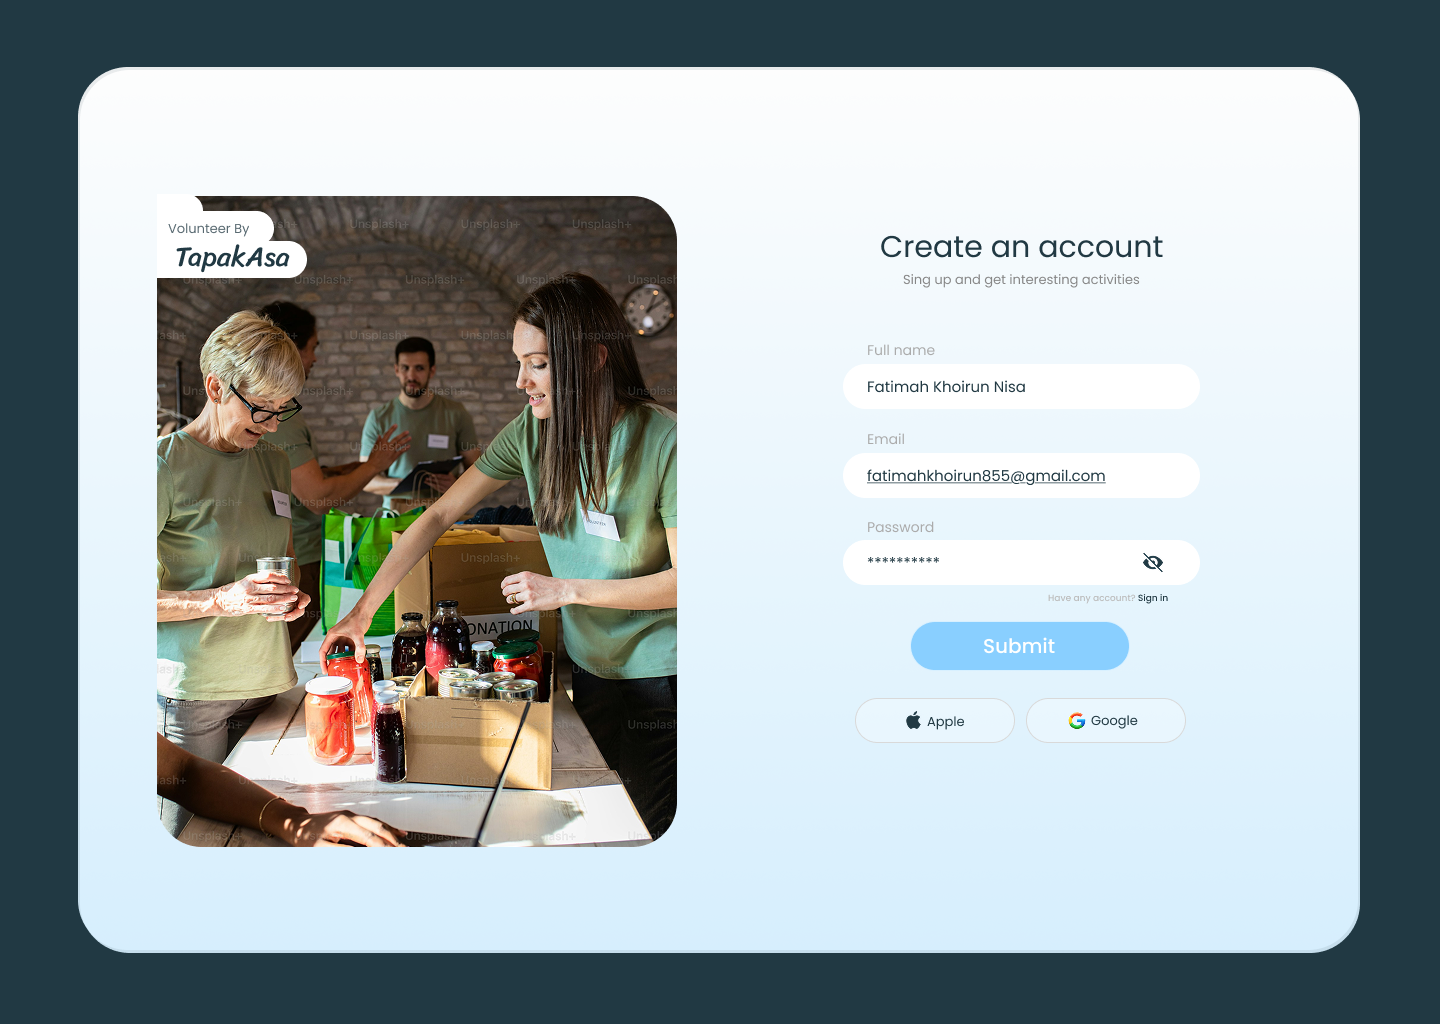 Volunteer By
TapakAsa
DONATION
Create an account
Sing up and get interesting activities
Full name
Fatimah Khoirun Nisa
Email
fatimahkhoirun855@gmail.com
Password
**********
Have any account? Sign in
Submit
Apple
Google
Unsplash+